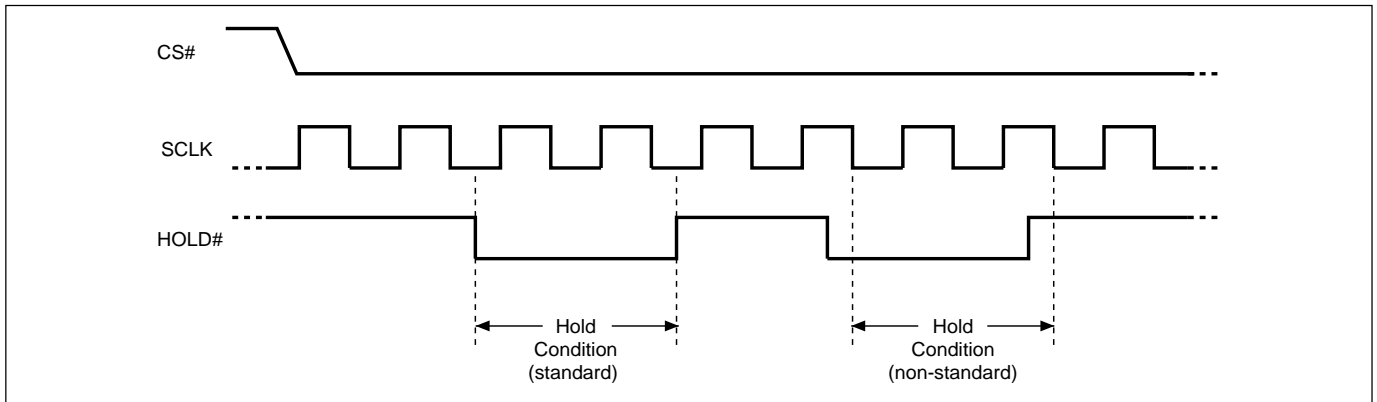 CS#
SCLK
HOLD#
Hold
Condition
(standard)
Hold
Condition
(non-standard)